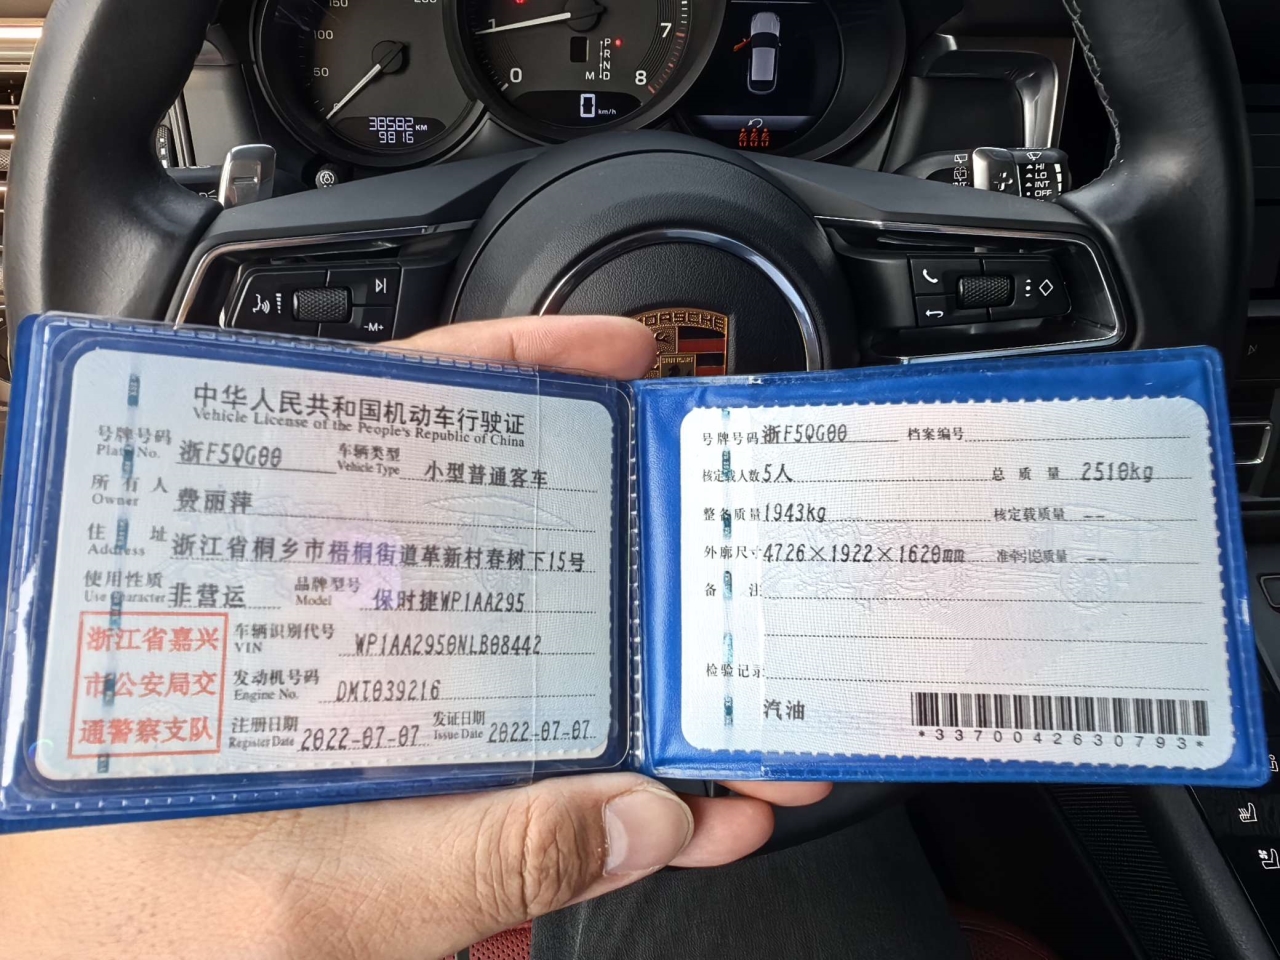 150
200
100
50
38582 KM
9816
1
7
0
8
P
R
N
M D
0 km/h
HI
LO
INT
OFF
-M+
PORSCHE
STUTTGART
中华人民共和国机动车行驶证
Vehicle License of the People's Republic of China
号牌号码 浙F5QG00 车辆类型 小型普通客车
Plate No. Vehicle Type
所有人 费丽萍
Owner
住址 浙江省桐乡市梧桐街道革新村春树下15号
Address
使用性质 非营运 品牌型号 保时捷WP1AA295
Use Character Model
浙江省嘉兴
市公安局交
通警察支队
车辆识别代号 WP1AA2950NLB08442
VIN
发动机号码 DMT039216
Engine No.
注册日期 2022-07-07 发证日期 2022-07-07
Register Date Issue Date
号牌号码 浙F5QG00 档案编号
核定载人数 5人 总质量 2510kg
整备质量 1943kg 核定载质量 --
外廓尺寸 4726×1922×1620mm 准牵引总质量 --
备注
检验记录
汽油
*3370042630793*